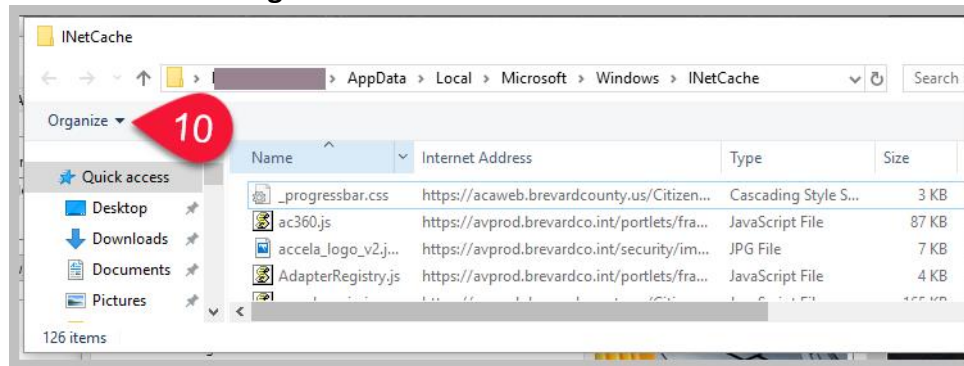 INetCache
AppData > Local > Microsoft > Windows > INetCache
Search
Organize
10
Name Internet Address Type Size
Quick access
Desktop
Downloads
Documents
Pictures
_progressbar.css https://acaweb.brevardcounty.us/Citizen... Cascading Style S... 3 KB
ac360.js https://avprod.brevardco.int/portlets/fra... JavaScript File 87 KB
accela_logo_v2.j... https://avprod.brevardco.int/security/im... JPG File 7 KB
AdapterRegistry.js https://avprod.brevardco.int/portlets/fra... JavaScript File 4 KB
126 items